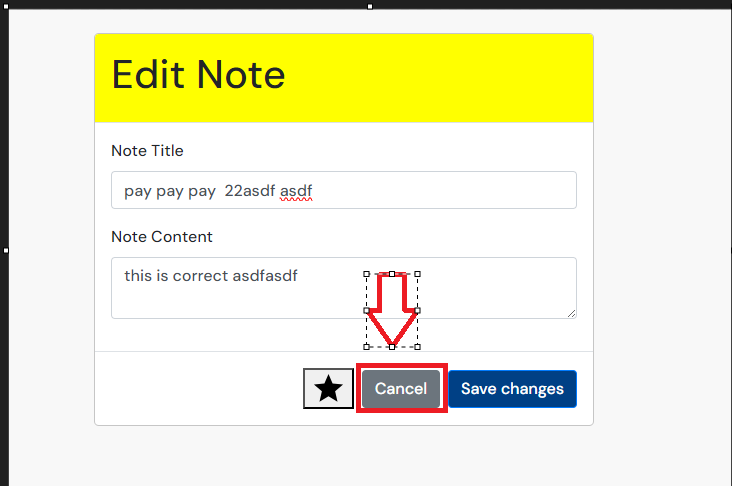 Edit Note
Note Title
pay pay pay  22asdf asdf
Note Content
this is correct asdfasdf
Cancel
Save changes